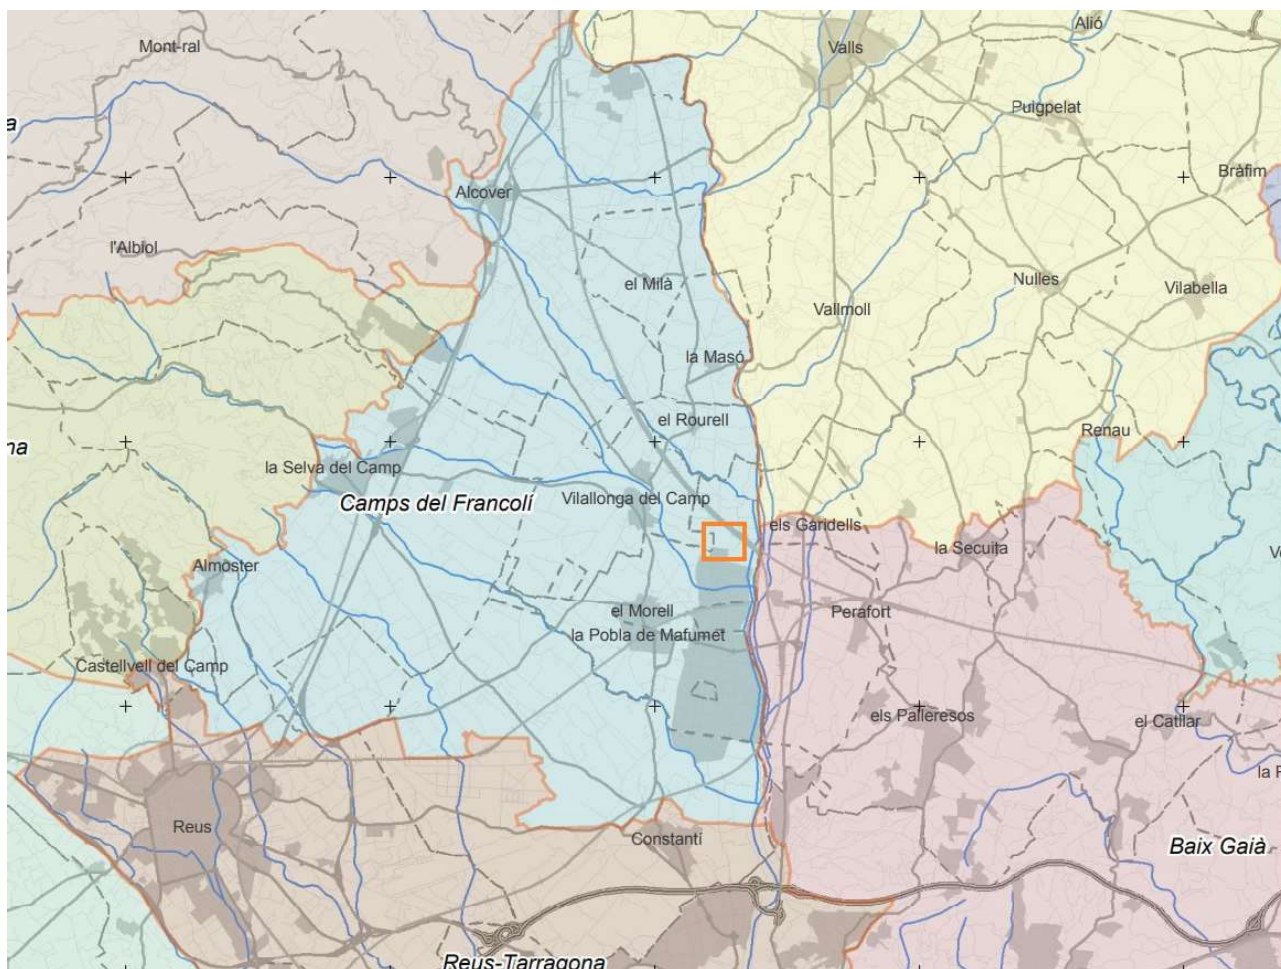 Alió
Mont-ral
Valls
Puigpelat
a
Bràfim
Alcover
l'Albiol
el Milà
Nulles
Vilabella
Vallmoll
la Masó
el Rourell
Renau
na
la Selva del Camp
Camps del Francolí
Vilallonga del Camp
els Garidells
la Secuita
Almoster
el Morell
Perafort
la Pobla de Mafumet
Castellvell del Camp
els Pallaresos
el Catllar
Reus
Constantí
Baix Gaià
Reus-Tarragona